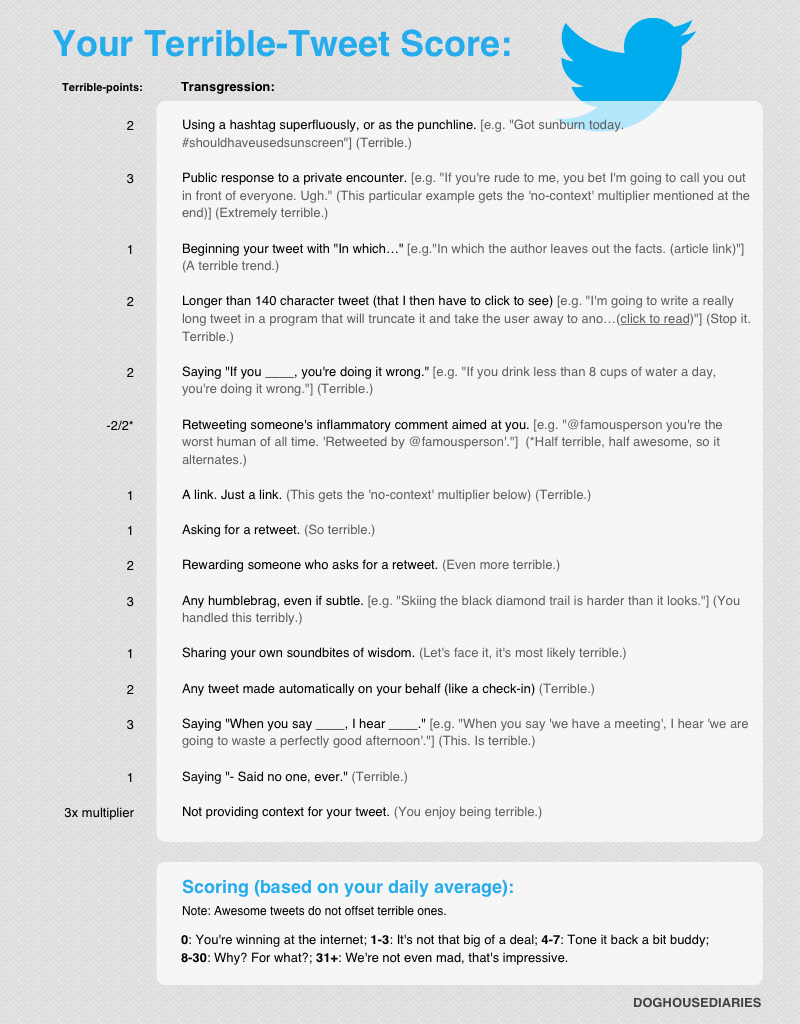 Your Terrible-Tweet Score:
Terrible-points: Transgression:
2 Using a hashtag superfluously, or as the punchline. [e.g. "Got sunburn today.
#shouldhaveusedsunscreen"] (Terrible.)
3 Public response to a private encounter. [e.g. "If you're rude to me, you bet I'm going to call you out
in front of everyone. Ugh." (This particular example gets the 'no-context' multiplier mentioned at the
end)] (Extremely terrible.)
1 Beginning your tweet with "In which…" [e.g."In which the author leaves out the facts. (article link)"]
(A terrible trend.)
2 Longer than 140 character tweet (that I then have to click to see) [e.g. "I'm going to write a really
long tweet in a program that will truncate it and take the user away to ano…(click to read)"] (Stop it.
Terrible.)
2 Saying "If you ____, you're doing it wrong." [e.g. "If you drink less than 8 cups of water a day,
you're doing it wrong."] (Terrible.)
-2/2* Retweeting someone's inflammatory comment aimed at you. [e.g. "@famousperson you're the
worst human of all time. 'Retweeted by @famousperson'."] (*Half terrible, half awesome, so it
alternates.)
1 A link. Just a link. (This gets the 'no-context' multiplier below) (Terrible.)
1 Asking for a retweet. (So terrible.)
2 Rewarding someone who asks for a retweet. (Even more terrible.)
3 Any humblebrag, even if subtle. [e.g. "Skiing the black diamond trail is harder than it looks."] (You
handled this terribly.)
1 Sharing your own soundbites of wisdom. (Let's face it, it's most likely terrible.)
2 Any tweet made automatically on your behalf (like a check-in) (Terrible.)
3 Saying "When you say ____, I hear ____." [e.g. "When you say 'we have a meeting', I hear 'we are
going to waste a perfectly good afternoon'."] (This. Is terrible.)
1 Saying "- Said no one, ever." (Terrible.)
3x multiplier Not providing context for your tweet. (You enjoy being terrible.)
Scoring (based on your daily average):
Note: Awesome tweets do not offset terrible ones.
0: You're winning at the internet; 1-3: It's not that big of a deal; 4-7: Tone it back a bit buddy;
8-30: Why? For what?; 31+: We're not even mad, that's impressive.
DOGHOUSEDIARIES